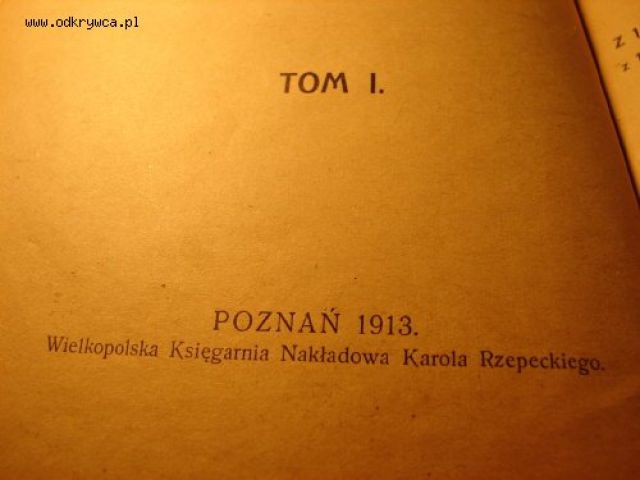 www.odkrywca.pl
TOM I.
POZNAŃ 1913.
Wielkopolska Księgarnia Nakładowa Karola Rzepeckiego.